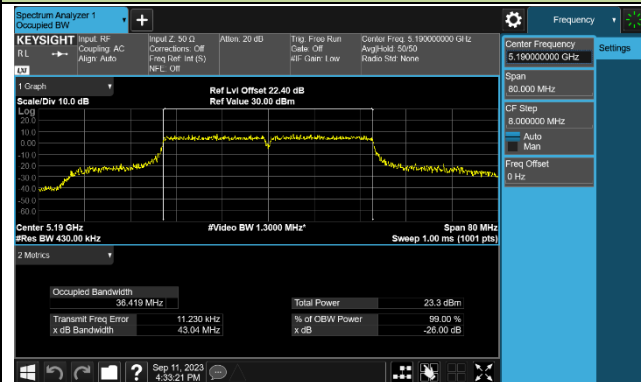 Spectrum Analyzer 1
Occupied BW
Frequency
KEYSIGHT
RL
LXI
Input: RF
Coupling: AC
Align: Auto
Input Z: 50 Ω
Corrections: Off
Freq Ref: Int (S)
NFE: Off
Atten: 20 dB
Trig: Free Run
Gate: Off
#IF Gain: Low
Center Freq: 5.190000000 GHz
Avg|Hold: 50/50
Radio Std: None
Center Frequency
5.190000000 GHz
Settings
Span
80.000 MHz
CF Step
8.000000 MHz
Auto
Man
Freq Offset
0 Hz
1 Graph
Scale/Div 10.0 dB
Ref Lvl Offset 22.40 dB
Ref Value 30.00 dBm
Log
20.0
10.0
0.00
-10.0
-20.0
-30.0
-40.0
-50.0
-60.0
Center 5.19 GHz
#Res BW 430.00 kHz
#Video BW 1.3000 MHz*
Span 80 MHz
Sweep 1.00 ms (1001 pts)
2 Metrics
Occupied Bandwidth
36.419 MHz
Total Power
23.3 dBm
Transmit Freq Error
11.230 kHz
% of OBW Power
99.00 %
x dB Bandwidth
43.04 MHz
x dB
-26.00 dB
?
Sep 11, 2023
4:33:21 PM